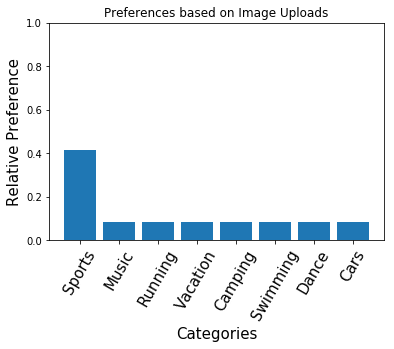 Preferences based on Image Uploads
Relative Preference
1.0
0.8
0.6
0.4
0.2
0.0
Sports
Music
Running
Vacation
Camping
Swimming
Dance
Cars
Categories